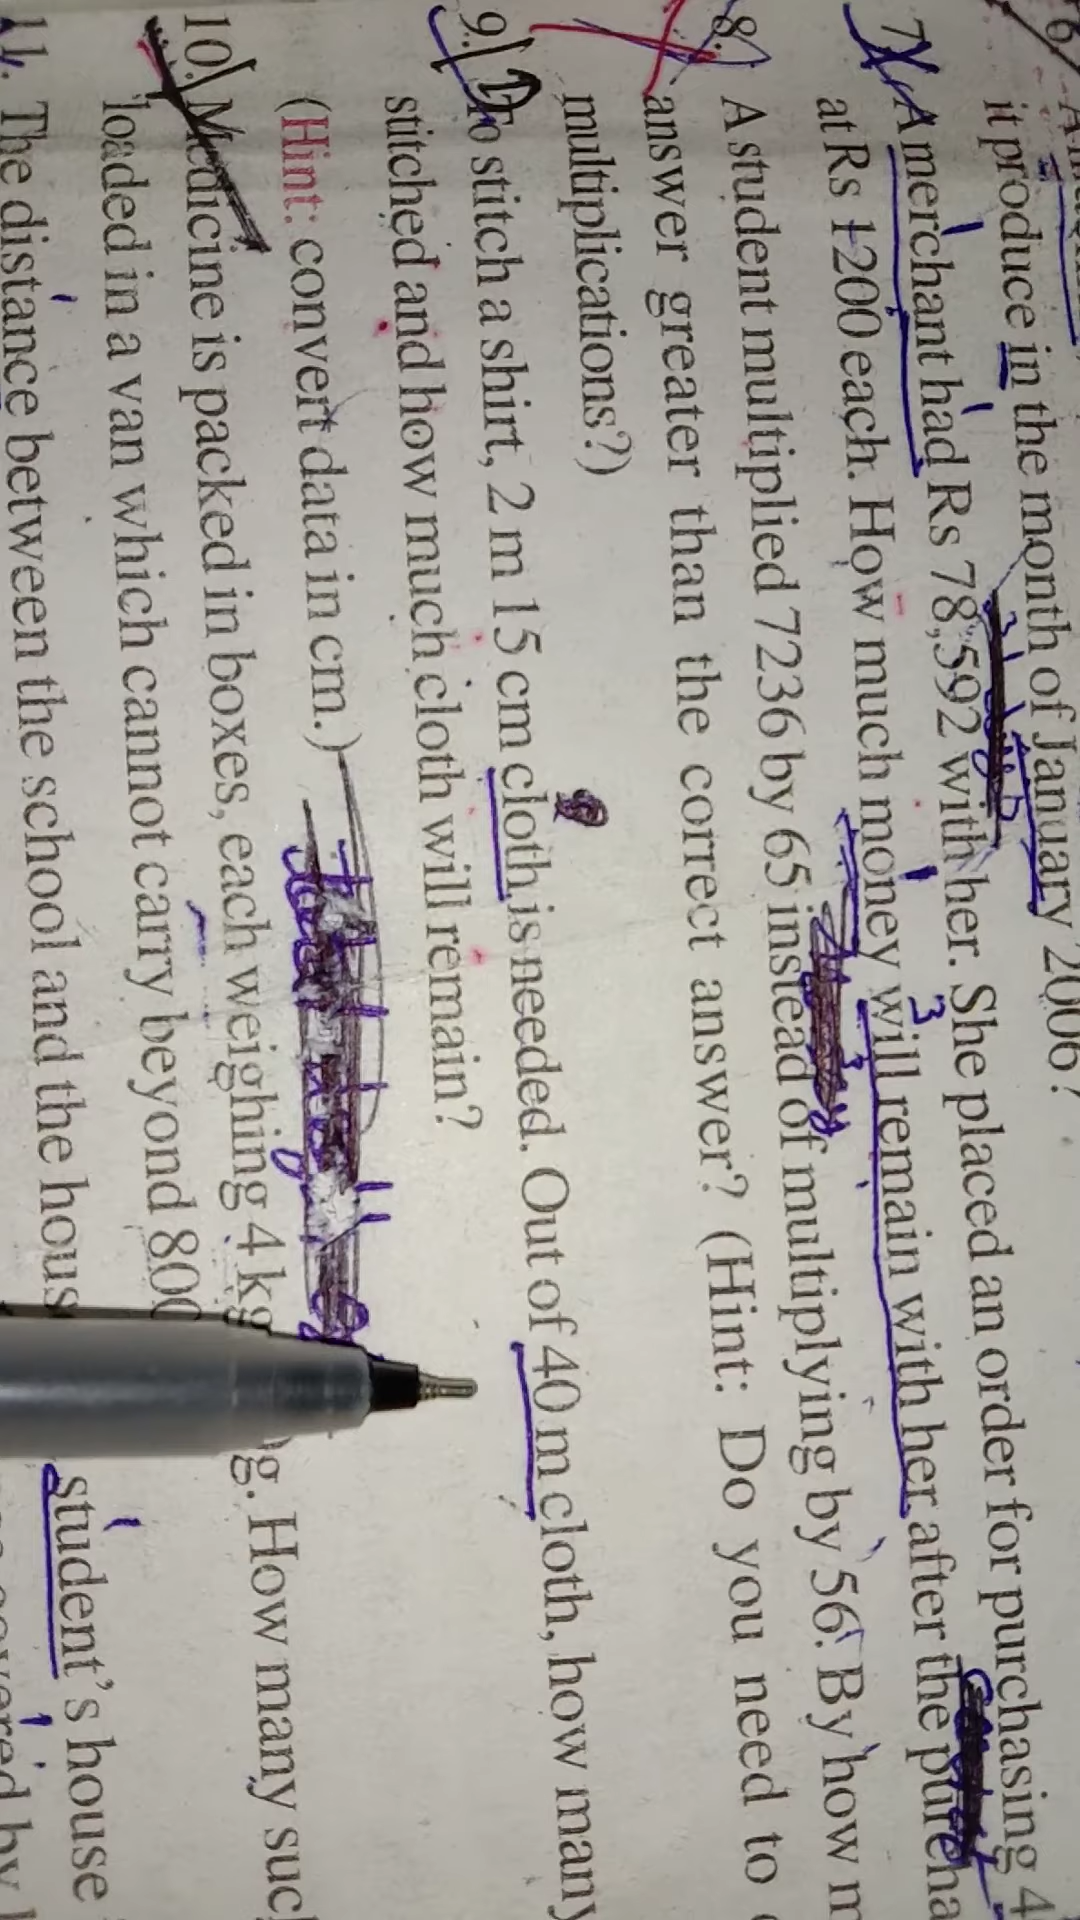 it produce in the month of January 2006?
7. A merchant had Rs 78,592 with her. She placed an order for purchasing 4
at Rs 1200 each. How much money will remain with her after the
8. A student multiplied 7236 by 65 instead of multiplying by 56. By how
answer greater than the correct answer? (Hint: Do you need to
multiplications?)
9. To stitch a shirt, 2 m 15 cm cloth is needed. Out of 40 m cloth, how many
stitched and how much cloth will remain?
(Hint: convert data in cm.)
10. Medicine is packed in boxes, each weighing 4 kg g. How many
loaded in a van which cannot carry beyond 800
11. The distance between the school and the student's house